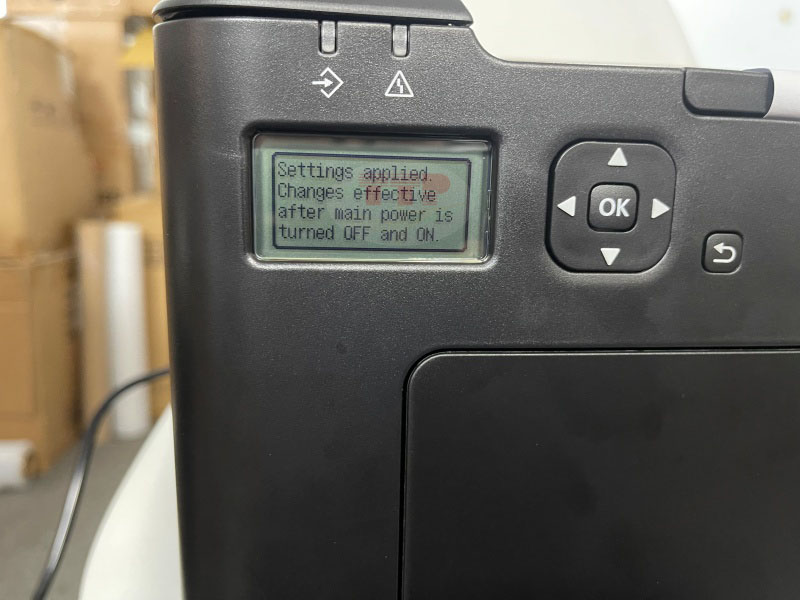 Settings applied.
Changes effective
after main power is
turned OFF and ON.
OK